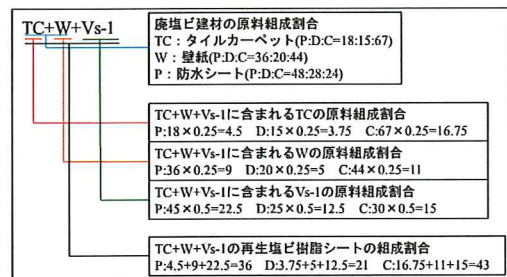 TC+W+Vs-1
廃塩ビ建材の原料組成割合
TC：タイルカーペット(P:D:C=18:15:67)
W：壁紙(P:D:C=36:20:44)
P：防水シート(P:D:C=48:28:24)
TC+W+Vs-1に含まれるTCの原料組成割合
P:18×0.25=4.5 D:15×0.25=3.75 C:67×0.25=16.75
TC+W+Vs-1に含まれるWの原料組成割合
P:36×0.25=9 D:20×0.25=5 C:44×0.25=11
TC+W+Vs-1に含まれるVs-1の原料組成割合
P:45×0.5=22.5 D:25×0.5=12.5 C:30×0.5=15
TC+W+Vs-1の再生塩ビ樹脂シートの組成割合
P:4.5+9+22.5=36 D:3.75+5+12.5=21 C:16.75+11+15=43